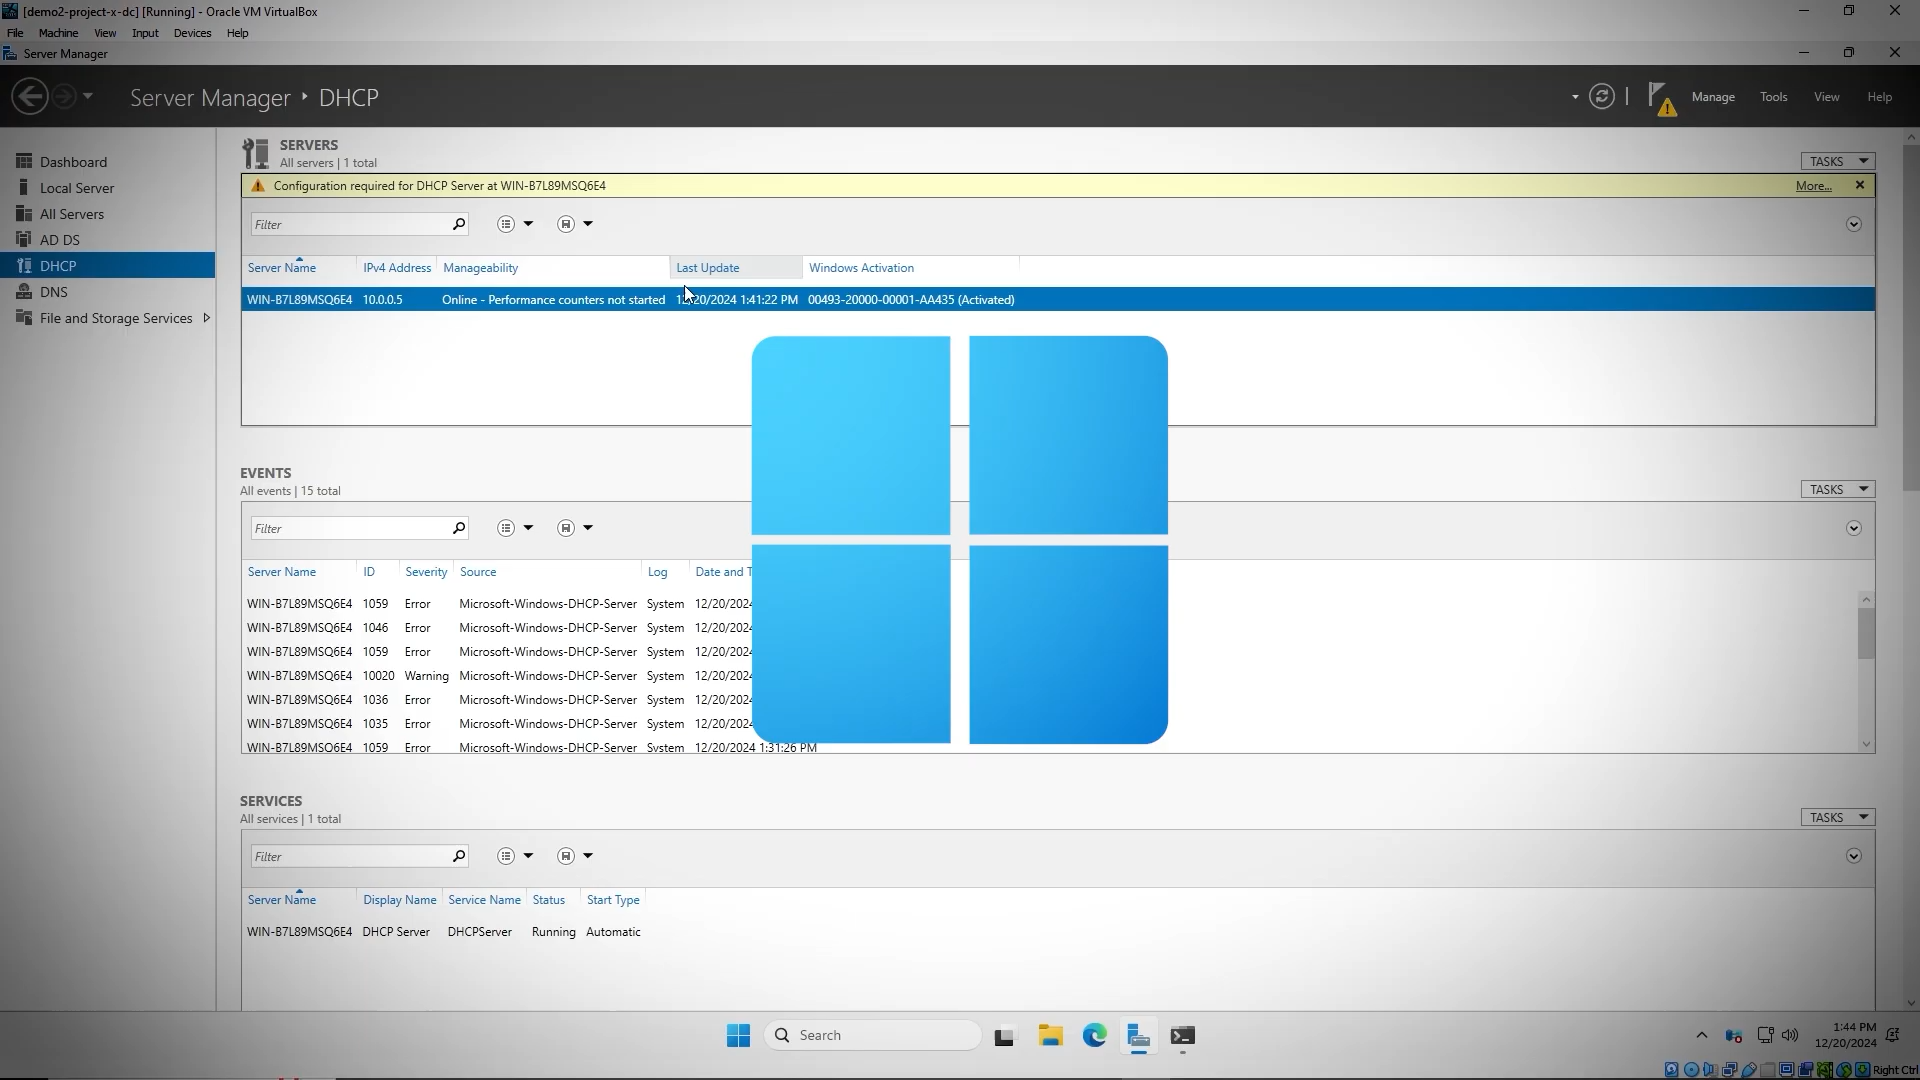 [demo2-project-x-dc] [Running] - Oracle VM VirtualBox
File Machine View Input Devices Help
Server Manager
Server Manager DHCP
Manage Tools View Help
Dashboard
Local Server
All Servers
AD DS
DHCP
DNS
File and Storage Services
SERVERS
All servers | 1 total
TASKS
Configuration required for DHCP Server at WIN-B7L89MSQ6E4
More...
Filter
Server Name IPv4 Address Manageability Last Update Windows Activation
WIN-B7L89MSQ6E4 10.0.0.5 Online - Performance counters not started 12/20/2024 1:41:22 PM 00493-20000-00001-AA435 (Activated)
EVENTS
All events | 15 total
TASKS
Filter
Server Name ID Severity Source Log Date and T
WIN-B7L89MSQ6E4 1059 Error Microsoft-Windows-DHCP-Server System 12/20/2024
WIN-B7L89MSQ6E4 1046 Error Microsoft-Windows-DHCP-Server System 12/20/2024
WIN-B7L89MSQ6E4 1059 Error Microsoft-Windows-DHCP-Server System 12/20/2024
WIN-B7L89MSQ6E4 10020 Warning Microsoft-Windows-DHCP-Server System 12/20/2024
WIN-B7L89MSQ6E4 1036 Error Microsoft-Windows-DHCP-Server System 12/20/2024
WIN-B7L89MSQ6E4 1035 Error Microsoft-Windows-DHCP-Server System 12/20/2024
WIN-B7L89MSQ6E4 1059 Error Microsoft-Windows-DHCP-Server System 12/20/2024 1:31:26 PM
SERVICES
All services | 1 total
TASKS
Filter
Server Name Display Name Service Name Status Start Type
WIN-B7L89MSQ6E4 DHCP Server DHCPServer Running Automatic
Search
1:44 PM
12/20/2024
Right Ctrl